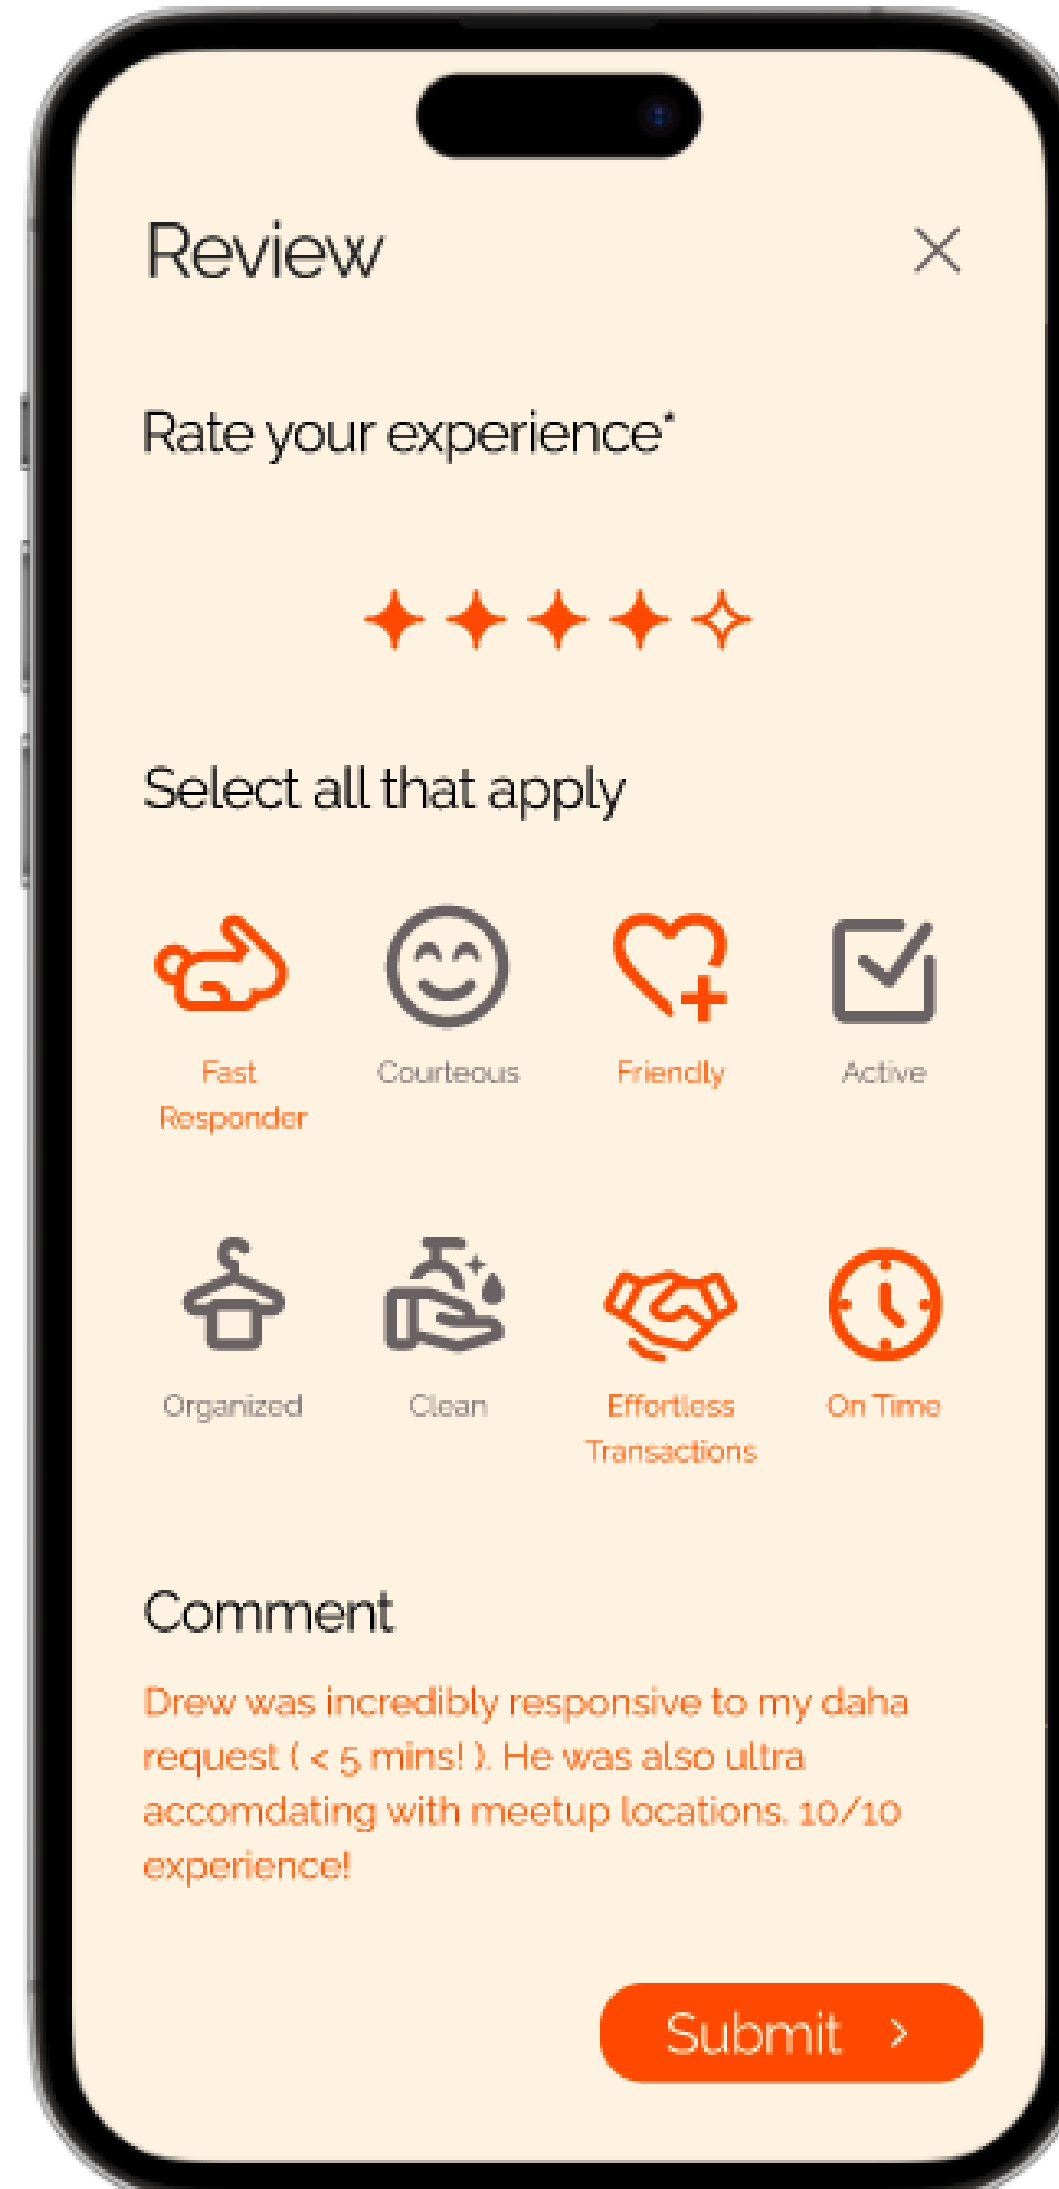 Review
Rate your experience*
Select all that apply
Fast
Responder
Courteous
Friendly
Active
Organized
Clean
Effortless
Transactions
On Time
Comment
Drew was incredibly responsive to my daha
request ( < 5 mins! ). He was also ultra
accomdating with meetup locations. 10/10
experience!
Submit >